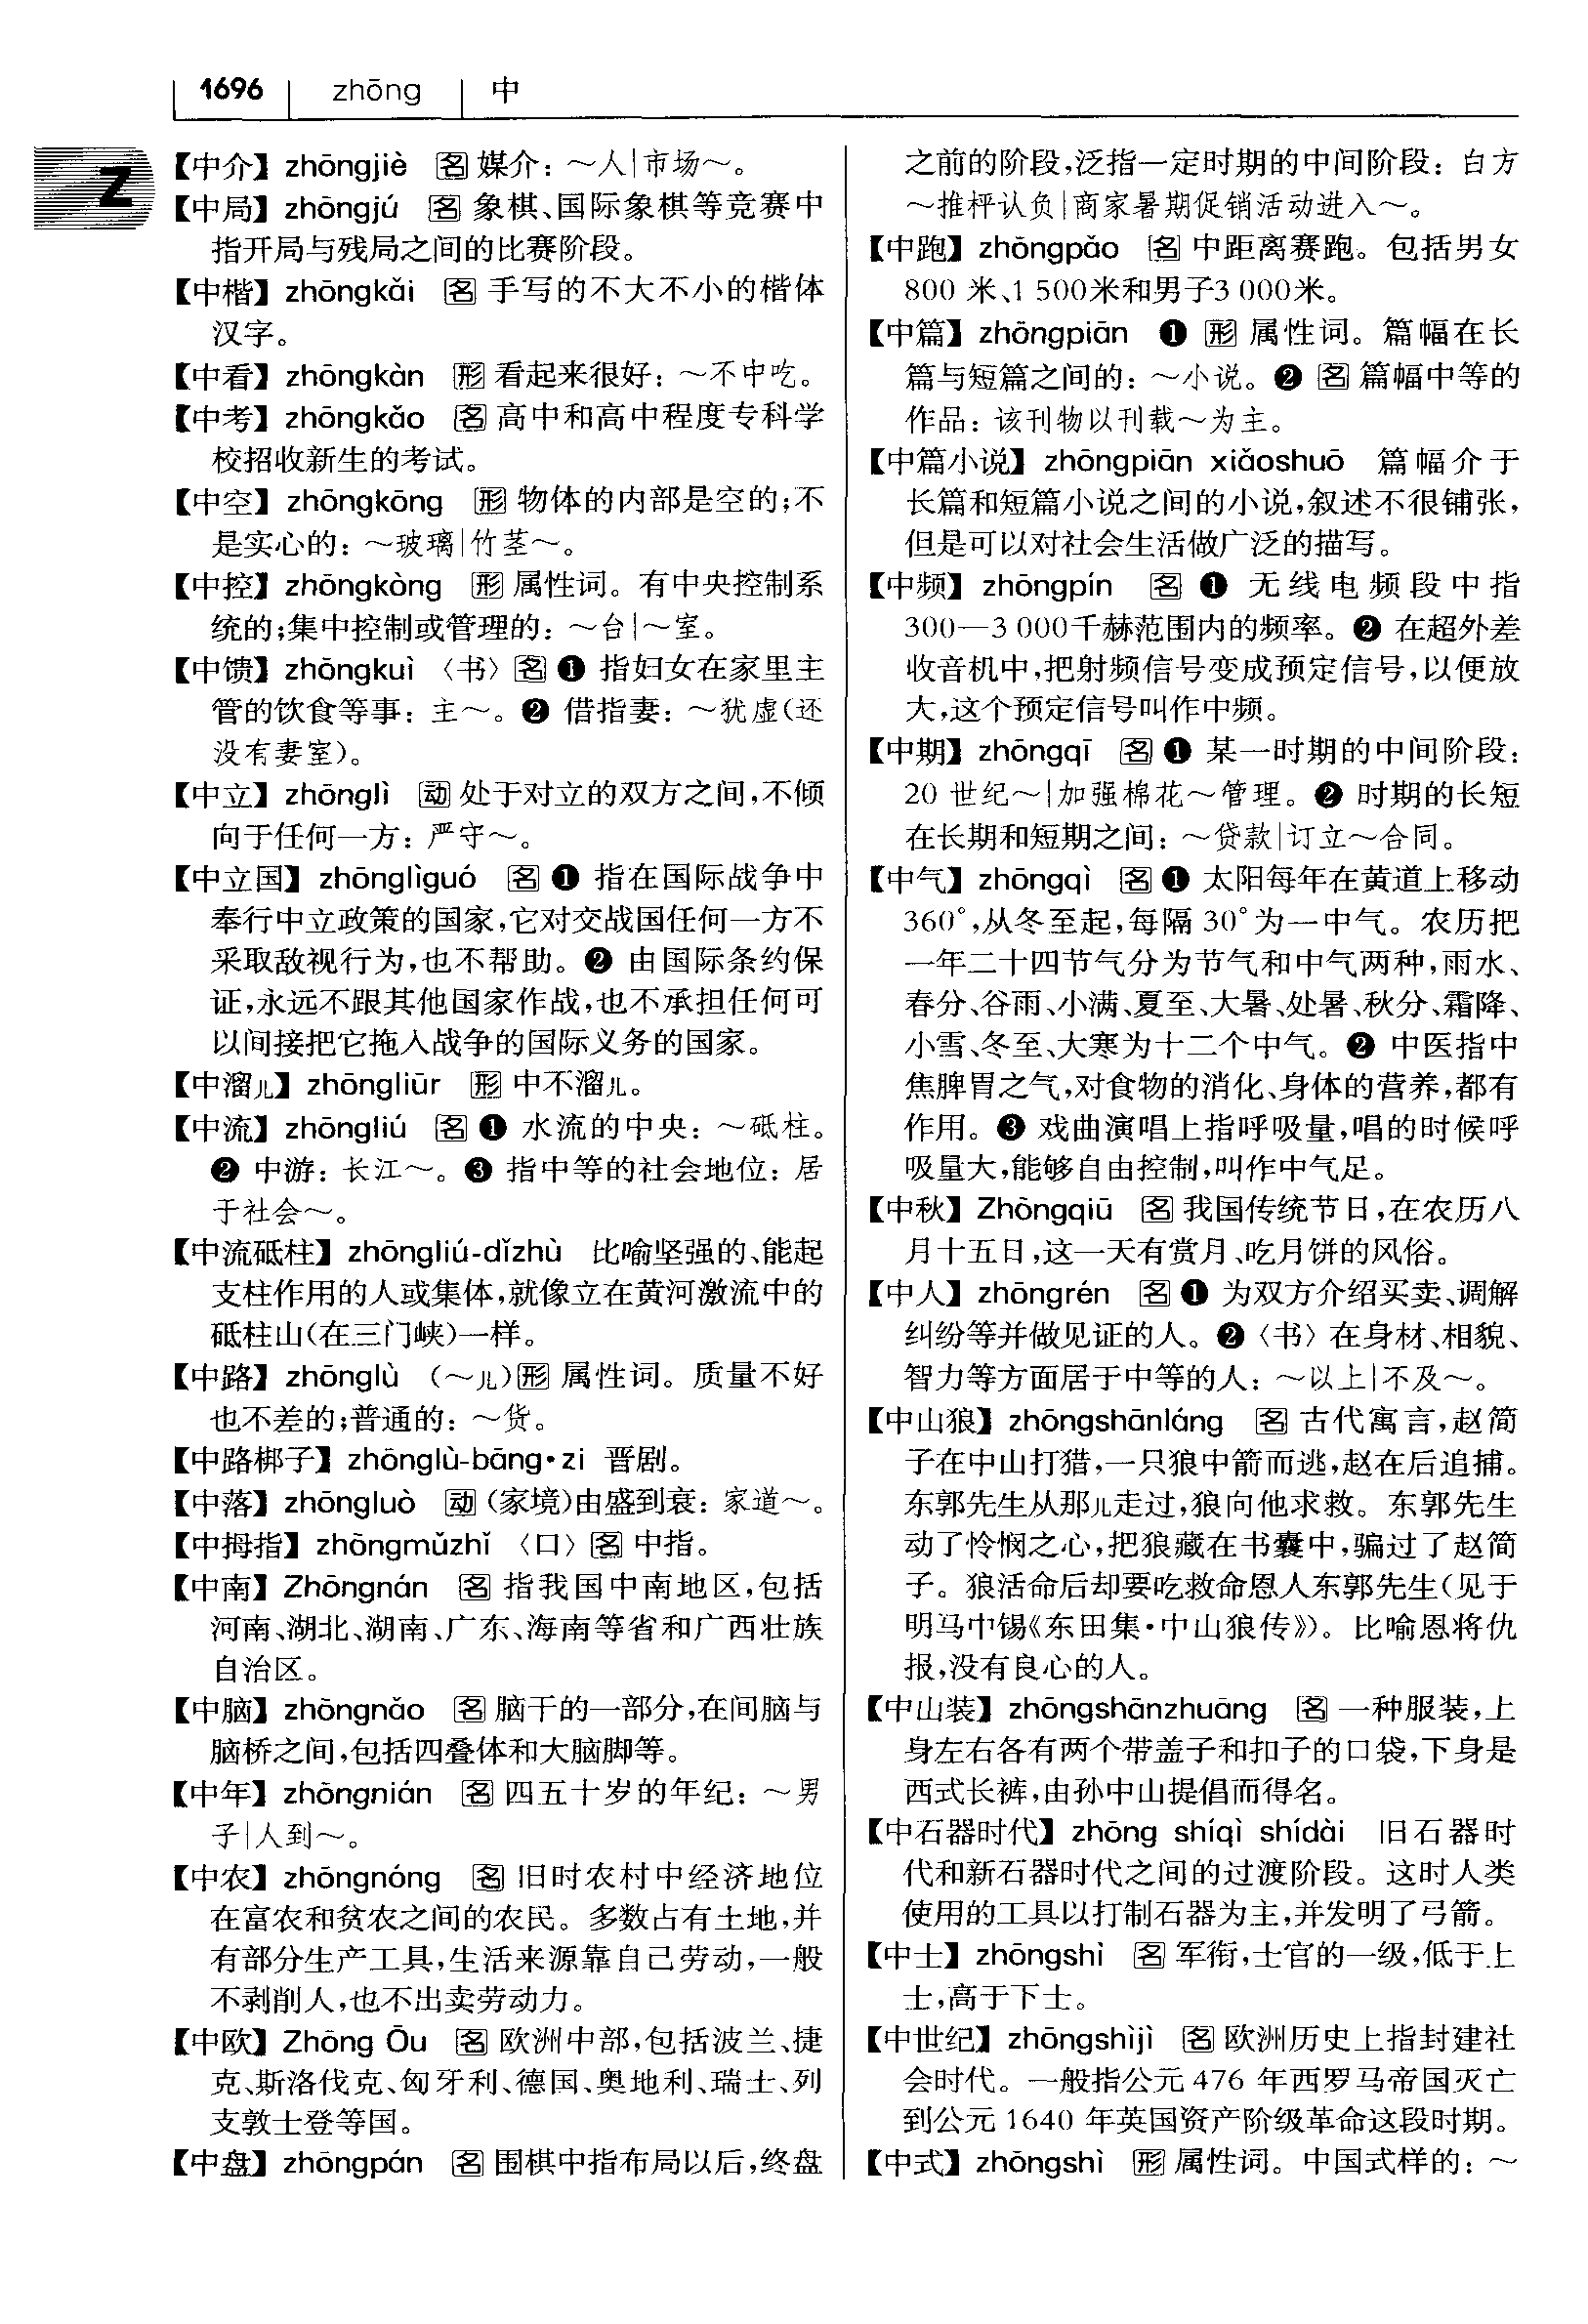 1696 zhōng 中
Z
【中介】 zhōngjiè 名 媒介：～人|市场～。
【中局】 zhōngjú 名 象棋、国际象棋等竞赛中
指开局与残局之间的比赛阶段。
【中楷】 zhōngkǎi 名 手写的不大不小的楷体
汉字。
【中看】 zhōngkàn 形 看起来很好：～不中吃。
【中考】 zhōngkǎo 名 高中和高中程度专科学
校招收新生的考试。
【中空】 zhōngkōng 形 物体的内部是空的；不
是实心的：～玻璃|竹茎～。
【中控】 zhōngkòng 形 属性词。有中央控制系
统的；集中控制或管理的：～台|～室。
【中馈】 zhōngkuì 〈书〉名 ❶ 指妇女在家里主
管的饮食等事：主～。❷ 借指妻：～犹虚（还
没有妻室）。
【中立】 zhōnglì 动 处于对立的双方之间，不倾
向于任何一方：严守～。
【中立国】 zhōnglìguó 名 ❶ 指在国际战争中
奉行中立政策的国家，它对交战国任何一方不
采取敌视行为，也不帮助。❷ 由国际条约保
证，永远不跟其他国家作战，也不承担任何可
以间接把它拖入战争的国际义务的国家。
【中溜儿】 zhōngliūr 形 中不溜儿。
【中流】 zhōngliú 名 ❶ 水流的中央：～砥柱。
❷ 中游：长江～。❸ 指中等的社会地位：居
于社会～。
【中流砥柱】 zhōngliú-dǐzhù 比喻坚强的、能起
支柱作用的人或集体，就像立在黄河激流中的
砥柱山（在三门峡）一样。
【中路】 zhōnglù （～儿）形 属性词。质量不好
也不差的；普通的：～货。
【中路梆子】 zhōnglù-bāng·zi 晋剧。
【中落】 zhōngluò 动 （家境）由盛到衰：家道～。
【中拇指】 zhōngmǔzhǐ 〈口〉名 中指。
【中南】 Zhōngnán 名 指我国中南地区，包括
河南、湖北、湖南、广东、海南等省和广西壮族
自治区。
【中脑】 zhōngnǎo 名 脑干的一部分，在间脑与
脑桥之间，包括四叠体和大脑脚等。
【中年】 zhōngnián 名 四五十岁的年纪：～男
子|人到～。
【中农】 zhōngnóng 名 旧时农村中经济地位
在富农和贫农之间的农民。多数占有土地，并
有部分生产工具，生活来源靠自己劳动，一般
不剥削人，也不出卖劳动力。
【中欧】 Zhōng Ōu 名 欧洲中部，包括波兰、捷
克、斯洛伐克、匈牙利、德国、奥地利、瑞士、列
支敦士登等国。
【中盘】 zhōngpán 名 围棋中指布局以后，终盘
之前的阶段，泛指一定时期的中间阶段：白方
～推枰认负|商家暑期促销活动进入～。
【中跑】 zhōngpǎo 名 中距离赛跑。包括男女
800 米、1 500米和男子3 000米。
【中篇】 zhōngpiān ❶ 形 属性词。篇幅在长
篇与短篇之间的：～小说。❷ 名 篇幅中等的
作品：该刊物以刊载～为主。
【中篇小说】 zhōngpiān xiǎoshuō 篇幅介于
长篇和短篇小说之间的小说，叙述不很铺张，
但是可以对社会生活做广泛的描写。
【中频】 zhōngpín 名 ❶ 无线电频段中指
300—3 000千赫范围内的频率。❷ 在超外差
收音机中，把射频信号变成预定信号，以便放
大，这个预定信号叫作中频。
【中期】 zhōngqī 名 ❶ 某一时期的中间阶段：
20 世纪～|加强棉花～管理。❷ 时期的长短
在长期和短期之间：～贷款|订立～合同。
【中气】 zhōngqì 名 ❶ 太阳每年在黄道上移动
360°，从冬至起，每隔 30°为一中气。农历把
一年二十四节气分为节气和中气两种，雨水、
春分、谷雨、小满、夏至、大暑、处暑、秋分、霜降、
小雪、冬至、大寒为十二个中气。❷ 中医指中
焦脾胃之气，对食物的消化、身体的营养，都有
作用。❸ 戏曲演唱上指呼吸量，唱的时候呼
吸量大，能够自由控制，叫作中气足。
【中秋】 Zhōngqiū 名 我国传统节日，在农历八
月十五日，这一天有赏月、吃月饼的风俗。
【中人】 zhōngrén 名 ❶ 为双方介绍买卖、调解
纠纷等并做见证的人。❷〈书〉在身材、相貌、
智力等方面居于中等的人：～以上|不及～。
【中山狼】 zhōngshānláng 名 古代寓言，赵简
子在中山打猎，一只狼中箭而逃，赵在后追捕。
东郭先生从那儿走过，狼向他求救。东郭先生
动了怜悯之心，把狼藏在书囊中，骗过了赵简
子。狼活命后却要吃救命恩人东郭先生（见于
明马中锡《东田集·中山狼传》）。比喻恩将仇
报，没有良心的人。
【中山装】 zhōngshānzhuāng 名 一种服装，上
身左右各有两个带盖子和扣子的口袋，下身是
西式长裤，由孙中山提倡而得名。
【中石器时代】 zhōng shíqì shídài 旧石器时
代和新石器时代之间的过渡阶段。这时人类
使用的工具以打制石器为主，并发明了弓箭。
【中士】 zhōngshì 名 军衔，士官的一级，低于上
士，高于下士。
【中世纪】 zhōngshìjì 名 欧洲历史上指封建社
会时代。一般指公元 476 年西罗马帝国灭亡
到公元 1640 年英国资产阶级革命这段时期。
【中式】 zhōngshì 形 属性词。中国式样的：～